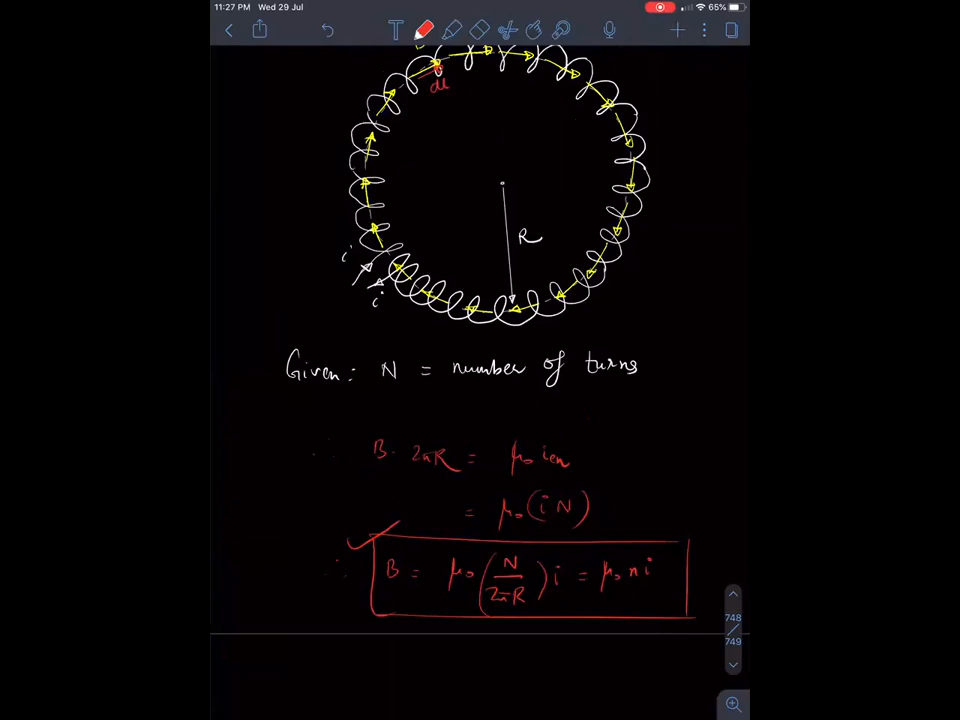 11:27 PM Wed 29 Jul
65%
T
dl
R
i
i
Given: N = number of turns
∴ B. 2πR = μ₀ ien
= μ₀ (i N)
∴ B = μ₀ (N/2πR) i = μ₀ n i
748
749